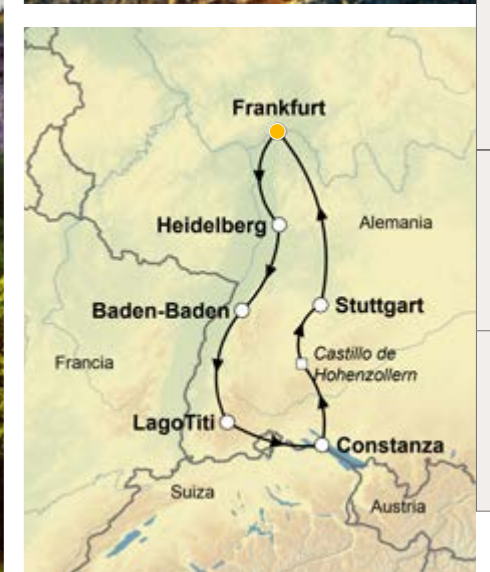 Frankfurt
Heidelberg
Alemania
Baden-Baden
Stuttgart
Castillo de
Hohenzollern
Francia
LagoTiti
Constanza
Suiza
Austria